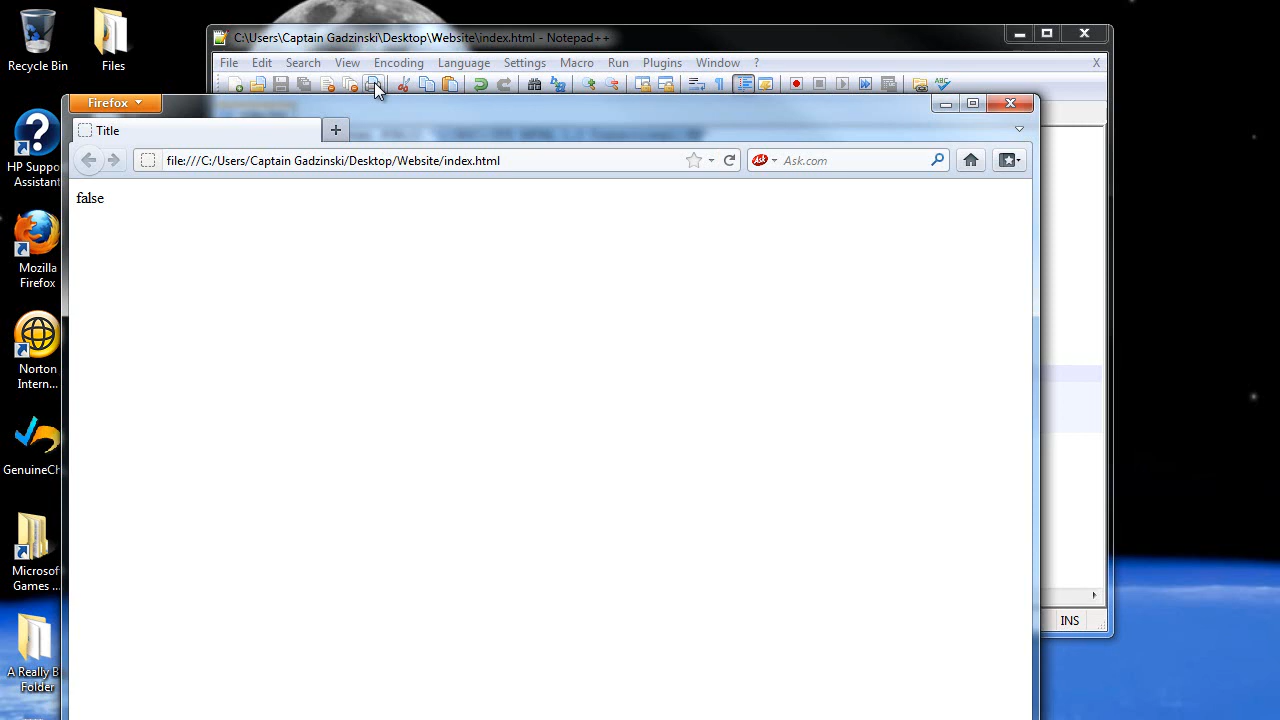 Recycle Bin
Files
HP Suppo
Assistant
Mozilla
Firefox
Norton
Intern...
GenuineCh
Microsof
Games ...
A Really B
Folder
C:\Users\Captain Gadzinski\Desktop\Website\index.html - Notepad++
File Edit Search View Encoding Language Settings Macro Run Plugins Window ? X
Firefox
Title
file:///C:/Users/Captain Gadzinski/Desktop/Website/index.html
Ask Ask.com
false
INS